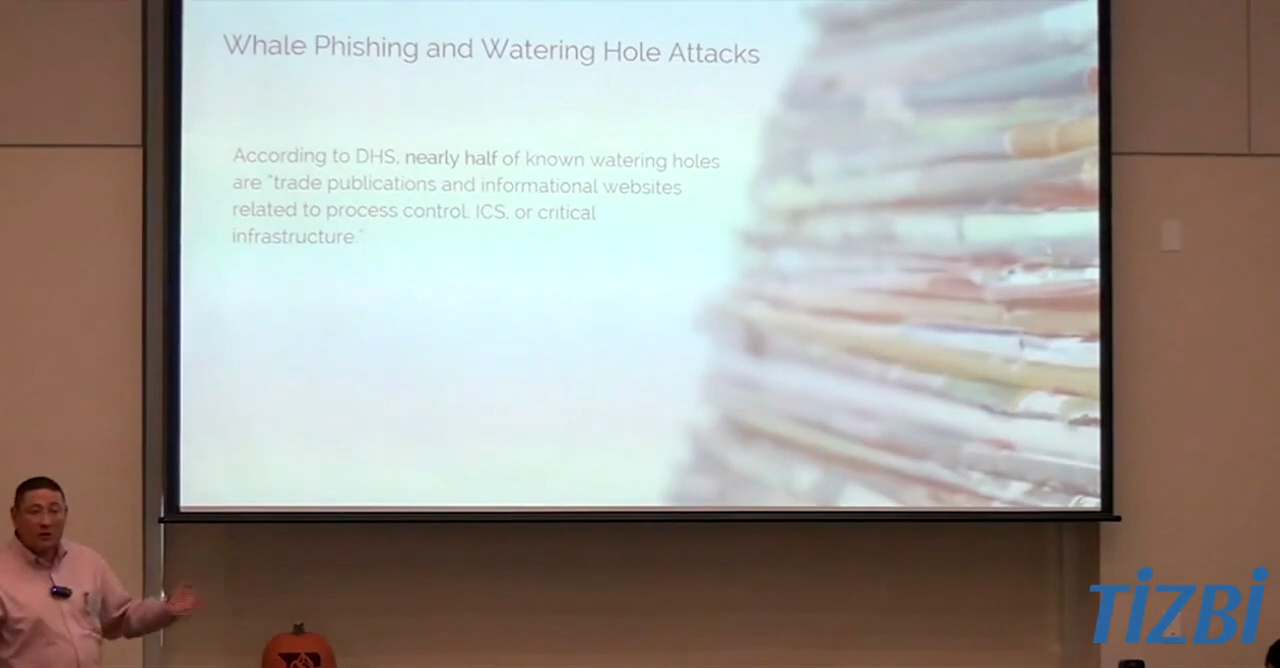 Whale Phishing and Watering Hole Attacks
According to DHS, nearly half of known watering holes
are "trade publications and informational websites
related to process control, ICS, or critical
infrastructure."
TiZBi